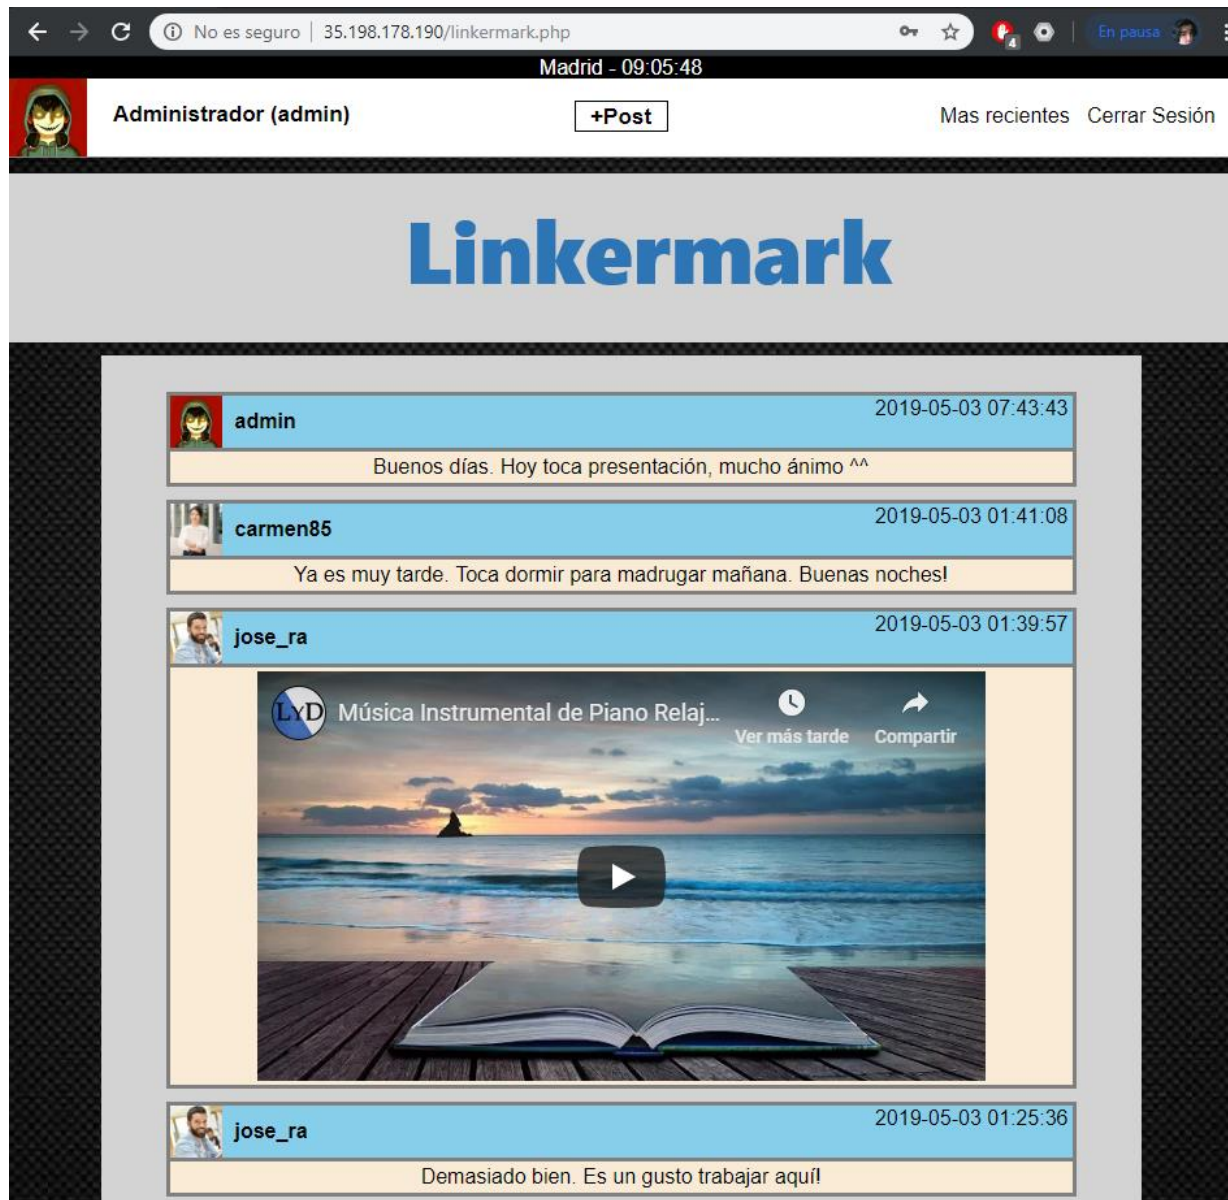 No es seguro | 35.198.178.190/linkermark.php
4
En pausa
Madrid - 09:05:48
Administrador (admin)
+Post
Mas recientes
Cerrar Sesión
Linkermark
admin
2019-05-03 07:43:43
Buenos días. Hoy toca presentación, mucho ánimo ^^
carmen85
2019-05-03 01:41:08
Ya es muy tarde. Toca dormir para madrugar mañana. Buenas noches!
jose_ra
2019-05-03 01:39:57
LYD
Música Instrumental de Piano Relaj...
Ver más tarde
Compartir
jose_ra
2019-05-03 01:25:36
Demasiado bien. Es un gusto trabajar aquí!